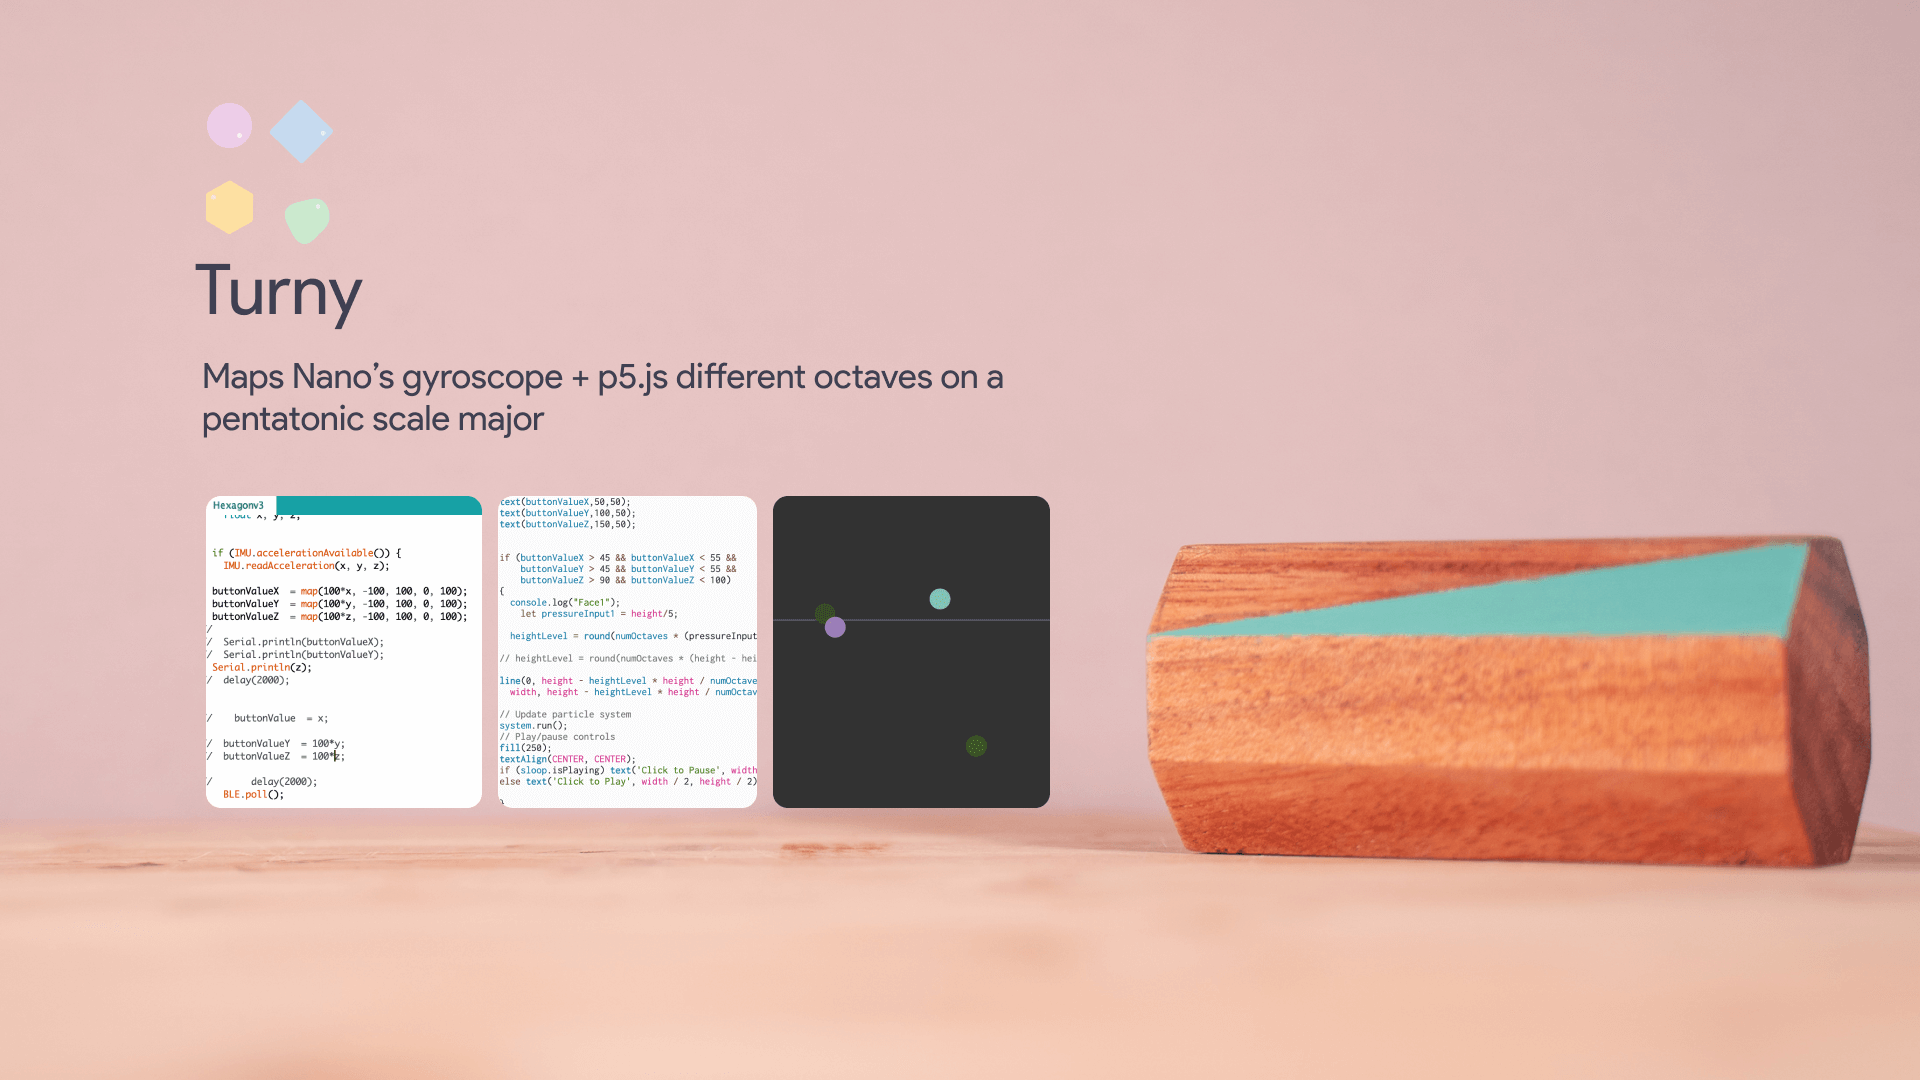 Turny
Maps Nano’s gyroscope + p5.js different octaves on a
pentatonic scale major
Hexagonv3
float x, y, z;
if (IMU.accelerationAvailable()) {
IMU.readAcceleration(x, y, z);
buttonValueX = map(100*x, -100, 100, 0, 100);
buttonValueY = map(100*y, -100, 100, 0, 100);
buttonValueZ = map(100*z, -100, 100, 0, 100);
/
/ Serial.println(buttonValueX);
/ Serial.println(buttonValueY);
Serial.println(z);
/ delay(2000);
/ buttonValue = x;
/ buttonValueY = 100*y;
/ buttonValueZ = 100*z;
/ delay(2000);
BLE.poll();
text(buttonValueX,50,50);
text(buttonValueY,100,50);
text(buttonValueZ,150,50);
if (buttonValueX > 45 && buttonValueX < 55 &&
buttonValueY > 45 && buttonValueY < 55 &&
buttonValueZ > 90 && buttonValueZ < 100)
{
console.log("Face1");
let pressureInput1 = height/5;
heightLevel = round(numOctaves * (pressureInput
// heightLevel = round(numOctaves * (height - hei
line(0, height - heightLevel * height / numOctave
width, height - heightLevel * height / numOctav
// Update particle system
system.run();
// Play/pause controls
fill(250);
textAlign(CENTER, CENTER);
if (sloop.isPlaying) text('Click to Pause', width
else text('Click to Play', width / 2, height / 2)
}